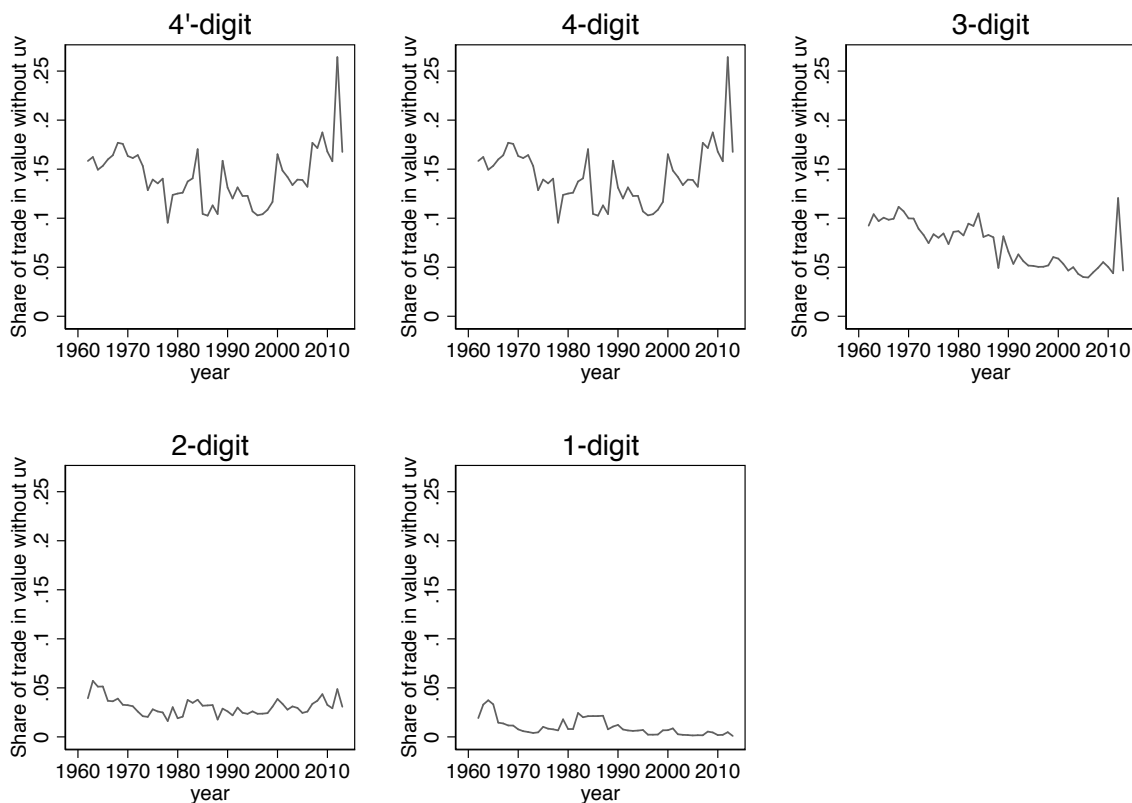 4'-digit
Share of trade in value without uv
0 .05 .1 .15 .2 .25
1960 1970 1980 1990 2000 2010
year
4-digit
Share of trade in value without uv
0 .05 .1 .15 .2 .25
1960 1970 1980 1990 2000 2010
year
3-digit
Share of trade in value without uv
0 .05 .1 .15 .2 .25
1960 1970 1980 1990 2000 2010
year
2-digit
Share of trade in value without uv
0 .05 .1 .15 .2 .25
1960 1970 1980 1990 2000 2010
year
1-digit
Share of trade in value without uv
0 .05 .1 .15 .2 .25
1960 1970 1980 1990 2000 2010
year